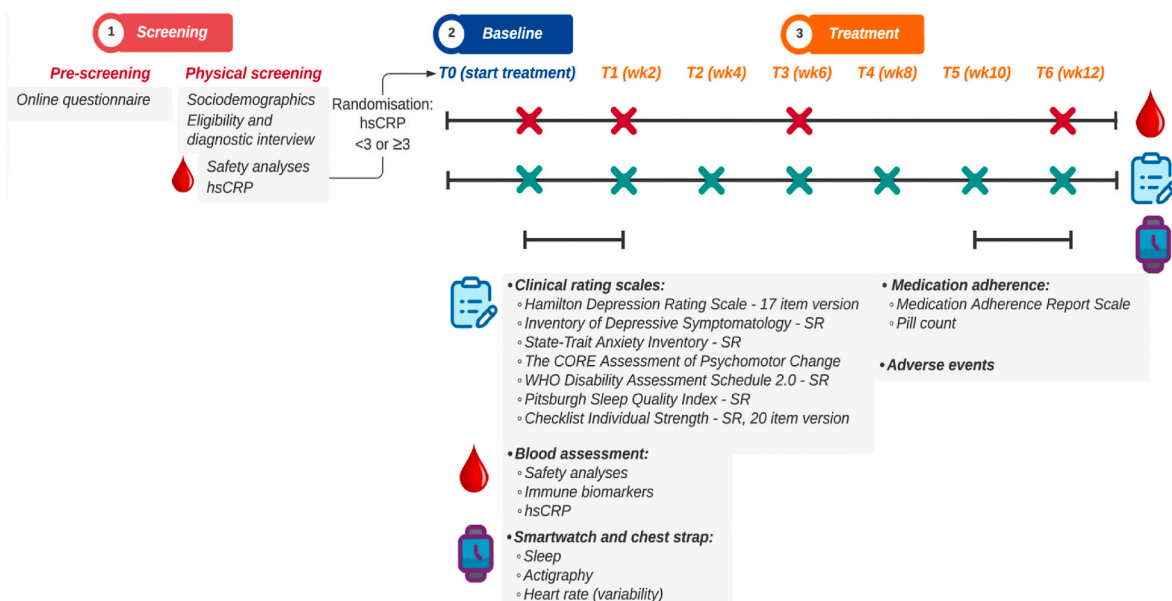 1 Screening
2 Baseline
3 Treatment
Pre-screening
Physical screening
T0 (start treatment)
T1 (wk2)
T2 (wk4)
T3 (wk6)
T4 (wk8)
T5 (wk10)
T6 (wk12)
Online questionnaire
Sociodemographics
Eligibility and
diagnostic interview
Safety analyses
hsCRP
Randomisation:
hsCRP
<3 or ≥3
•Clinical rating scales:
◦Hamilton Depression Rating Scale - 17 item version
◦Inventory of Depressive Symptomatology - SR
◦State-Trait Anxiety Inventory - SR
◦The CORE Assessment of Psychomotor Change
◦WHO Disability Assessment Schedule 2.0 - SR
◦Pitsburgh Sleep Quality Index - SR
◦Checklist Individual Strength - SR, 20 item version
• Medication adherence:
◦Medication Adherence Report Scale
◦Pill count
•Adverse events
•Blood assessment:
◦Safety analyses
◦Immune biomarkers
◦hsCRP
•Smartwatch and chest strap:
◦Sleep
◦Actigraphy
◦Heart rate (variability)